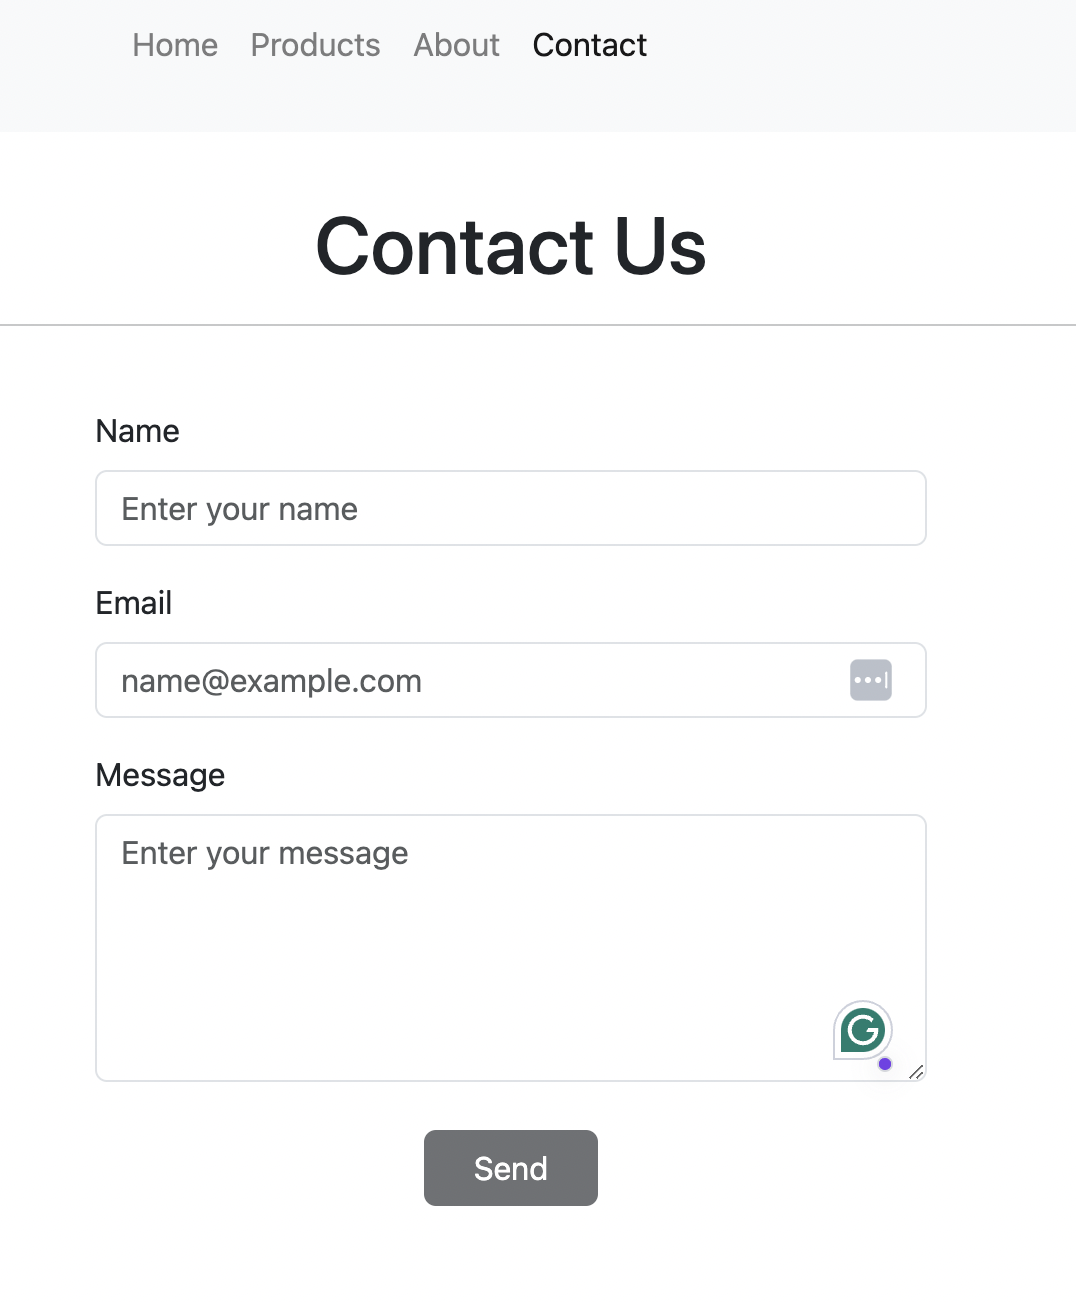 Home Products About Contact
Contact Us
Name
Enter your name
Email
name@example.com
Message
Enter your message
G
Send